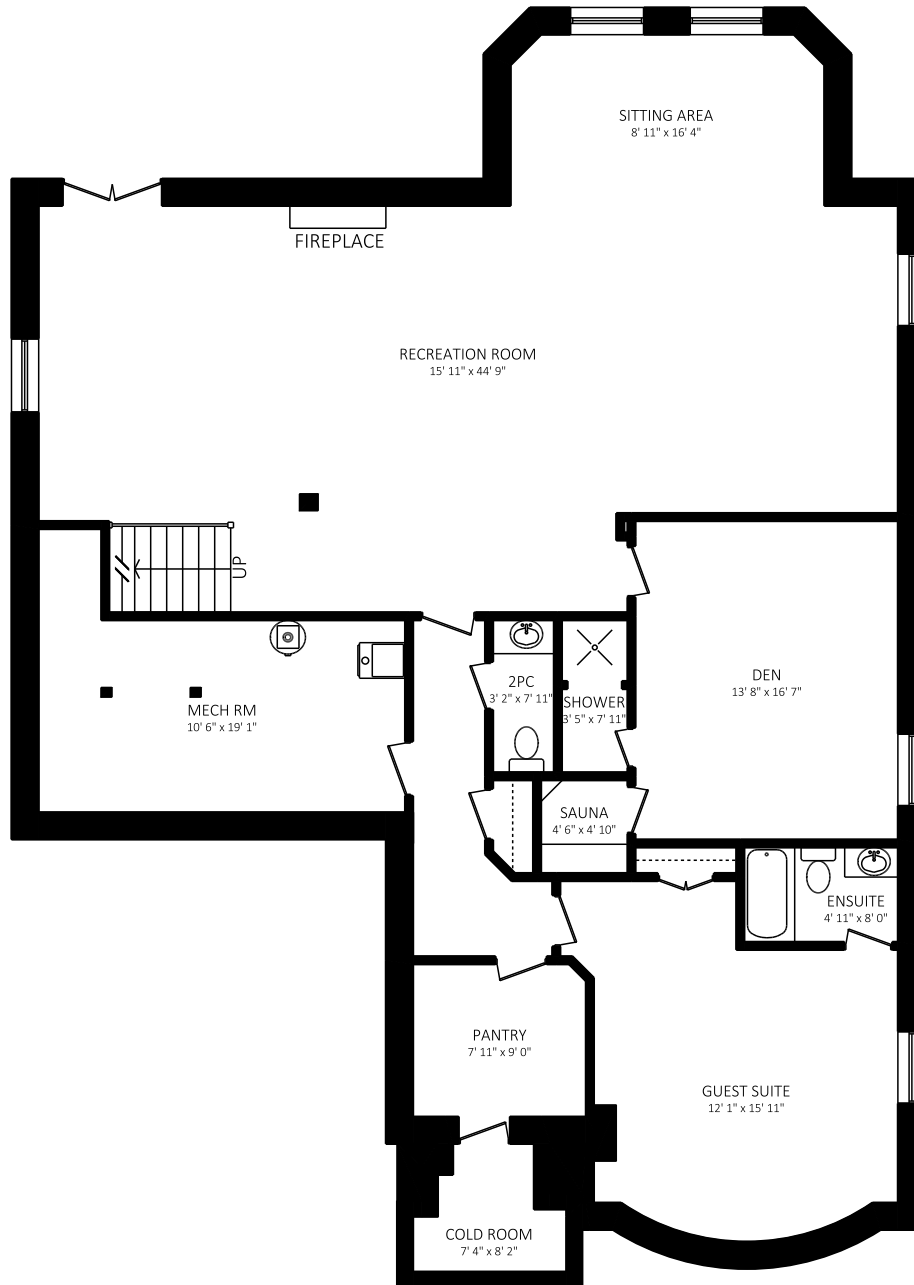 SITTING AREA
8' 11" x 16' 4"
FIREPLACE
RECREATION ROOM
15' 11" x 44' 9"
UP
2PC
3' 2" x 7' 11"
SHOWER
3' 5" x 7' 11"
DEN
13' 8" x 16' 7"
MECH RM
10' 6" x 19' 1"
SAUNA
4' 6" x 4' 10"
ENSUITE
4' 11" x 8' 0"
PANTRY
7' 11" x 9' 0"
GUEST SUITE
12' 1" x 15' 11"
COLD ROOM
7' 4" x 8' 2"